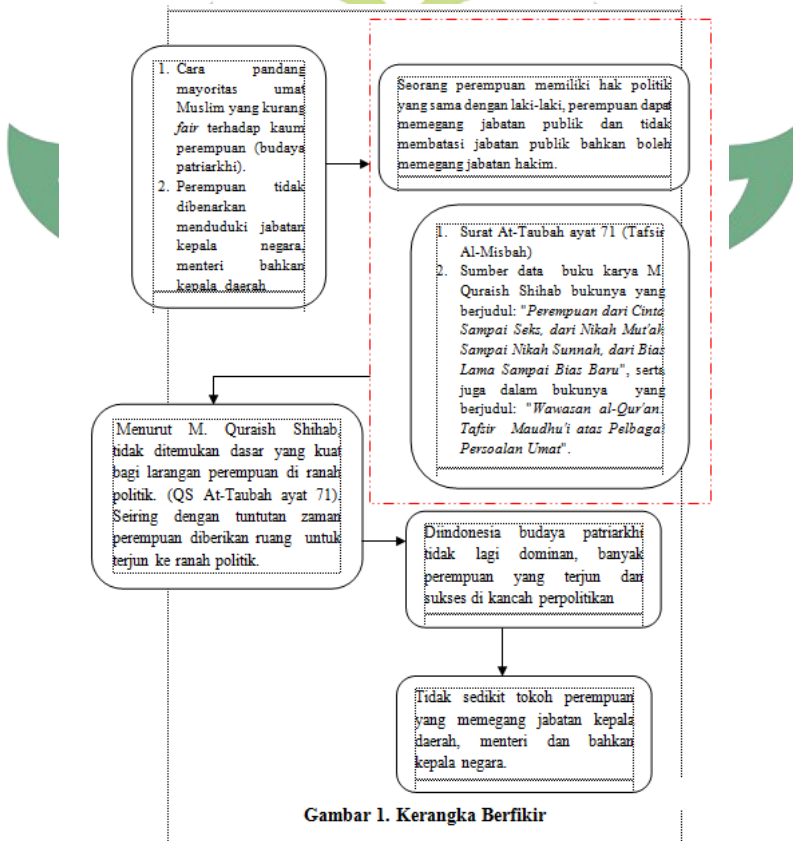 1. Cara pandang
mayoritas umat
Muslim yang kurang
fair terhadap kaum
perempuan (budaya
patriarkhi).
2. Perempuan tidak
dibenarkan
menduduki jabatan
kepala negara,
menteri bahkan
kepala daerah
Seorang perempuan memiliki hak politik
yang sama dengan laki-laki, perempuan dapat
memegang jabatan publik dan tidak
membatasi jabatan publik bahkan boleh
memegang jabatan hakim.
1. Surat At-Taubah ayat 71 (Tafsir
Al-Misbah)
2. Sumber data buku karya M.
Quraish Shihab bukunya yang
berjudul: "Perempuan dari Cinta
Sampai Seks, dari Nikah Mut'ah
Sampai Nikah Sunnah, dari Bias
Lama Sampai Bias Baru", serta
juga dalam bukunya yang
berjudul: "Wawasan al-Qur'an.
Tafsir Maudhu'i atas Pelbagai
Persoalan Umat".
Menurut M. Quraish Shihab,
tidak ditemukan dasar yang kuat
bagi larangan perempuan di ranah
politik. (QS At-Taubah ayat 71).
Seiring dengan tuntutan zaman
perempuan diberikan ruang untuk
terjun ke ranah politik.
Diindonesia budaya patriarkhi
tidak lagi dominan, banyak
perempuan yang terjun dan
sukses di kancah perpolitikan
Tidak sedikit tokoh perempuan
yang memegang jabatan kepala
daerah, menteri dan bahkan
kepala negara.
Gambar 1. Kerangka Berfikir